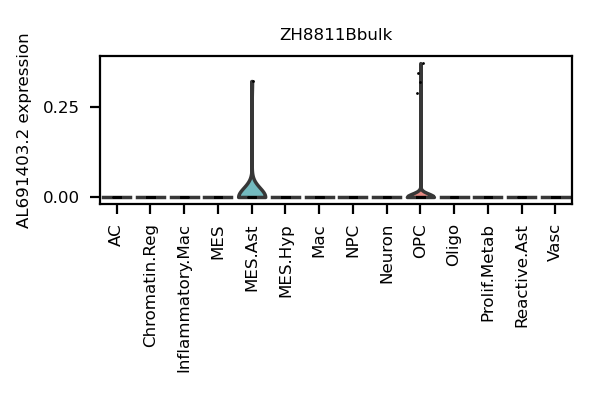 ZH8811Bbulk
AL691403.2 expression
0.25
0.00
AC
Chromatin.Reg
Inflammatory.Mac
MES
MES.Ast
MES.Hyp
Mac
NPC
Neuron
OPC
Oligo
Prolif.Metab
Reactive.Ast
Vasc